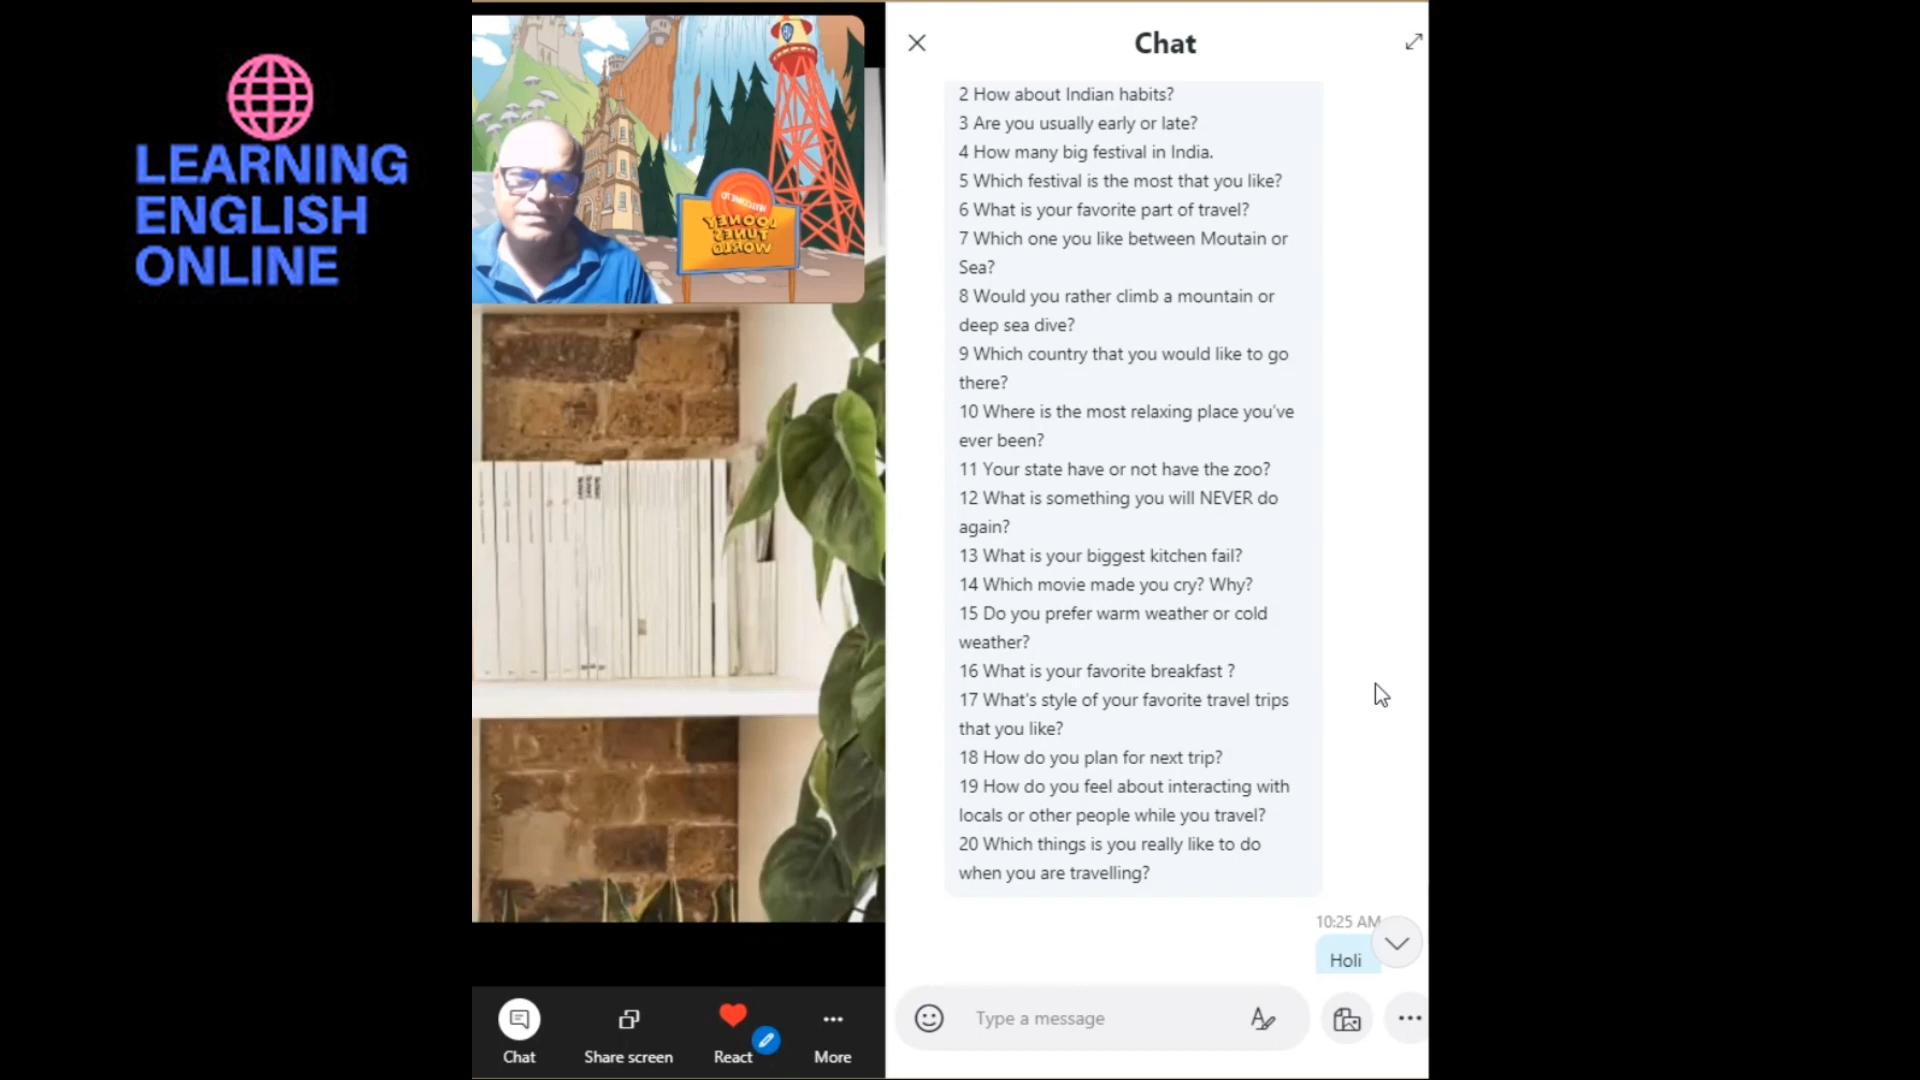 LEARNING
ENGLISH
ONLINE
WELCOME TO
LOONEY
TUNES
WORLD
Chat
2 How about Indian habits?
3 Are you usually early or late?
4 How many big festival in India.
5 Which festival is the most that you like?
6 What is your favorite part of travel?
7 Which one you like between Moutain or
Sea?
8 Would you rather climb a mountain or
deep sea dive?
9 Which country that you would like to go
there?
10 Where is the most relaxing place you've
ever been?
11 Your state have or not have the zoo?
12 What is something you will NEVER do
again?
13 What is your biggest kitchen fail?
14 Which movie made you cry? Why?
15 Do you prefer warm weather or cold
weather?
16 What is your favorite breakfast ?
17 What's style of your favorite travel trips
that you like?
18 How do you plan for next trip?
19 How do you feel about interacting with
locals or other people while you travel?
20 Which things is you really like to do
when you are travelling?
10:25 AM
Holi
Type a message
Chat
Share screen
React
More